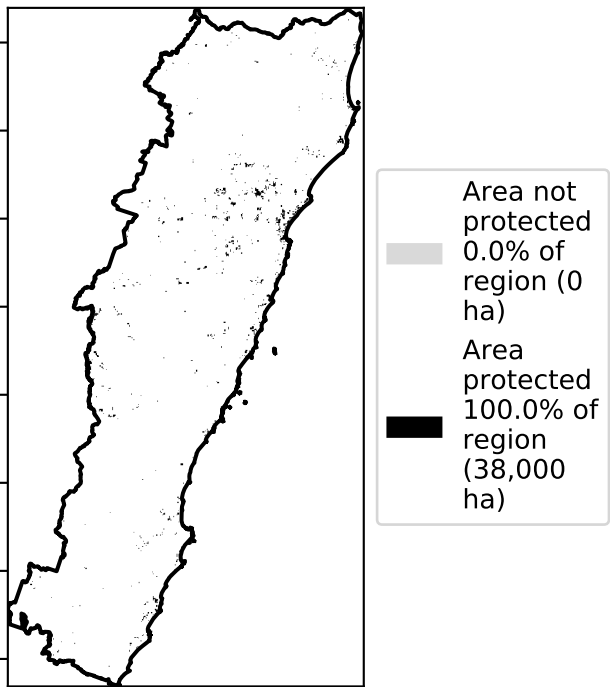 Area not
protected
0.0% of
region (0
ha)
Area
protected
100.0% of
region
(38,000
ha)